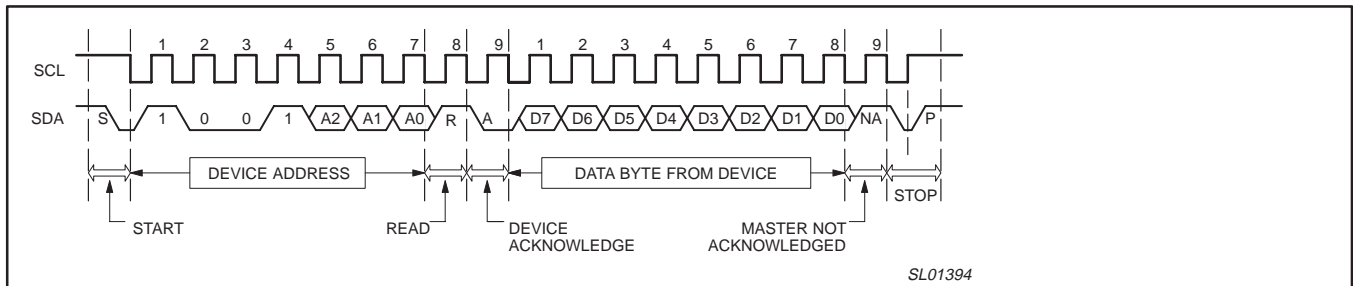 1 2 3 4 5 6 7 8 9 1 2 3 4 5 6 7 8 9
SCL
SDA S 1 0 0 1 A2 A1 A0 R A D7 D6 D5 D4 D3 D2 D1 D0 NA P
DEVICE ADDRESS DATA BYTE FROM DEVICE
STOP
START READ DEVICE MASTER NOT
ACKNOWLEDGE ACKNOWLEDGED
SL01394